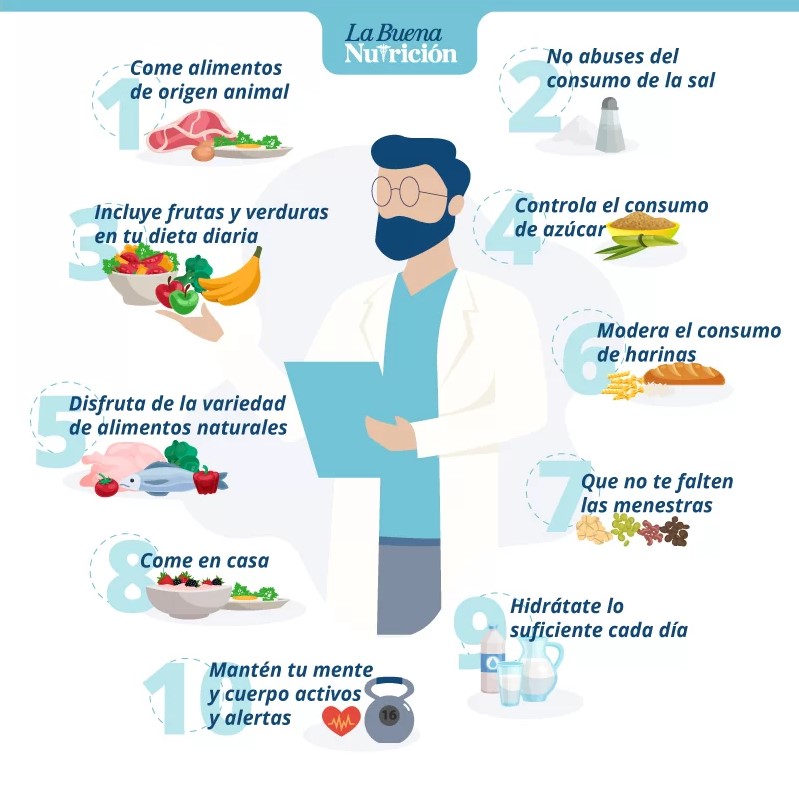 La Buena
Nutrición
1
Come alimentos
de origen animal
2
No abuses del
consumo de la sal
3
Incluye frutas y verduras
en tu dieta diaria
4
Controla el consumo
de azúcar
5
Disfruta de la variedad
de alimentos naturales
6
Modera el consumo
de harinas
7
Que no te falten
las menestras
8
Come en casa
9
Hidrátate lo
suficiente cada día
10
Mantén tu mente
y cuerpo activos
y alertas
16